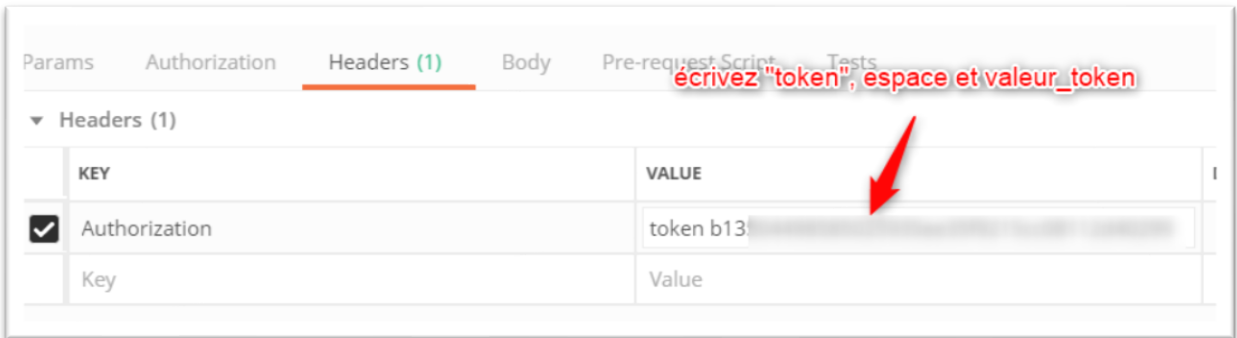 Params Authorization Headers (1) Body Pre-request Script Tests
écrivez "token", espace et valeur_token
Headers (1)
KEY VALUE
Authorization token b135
Key Value